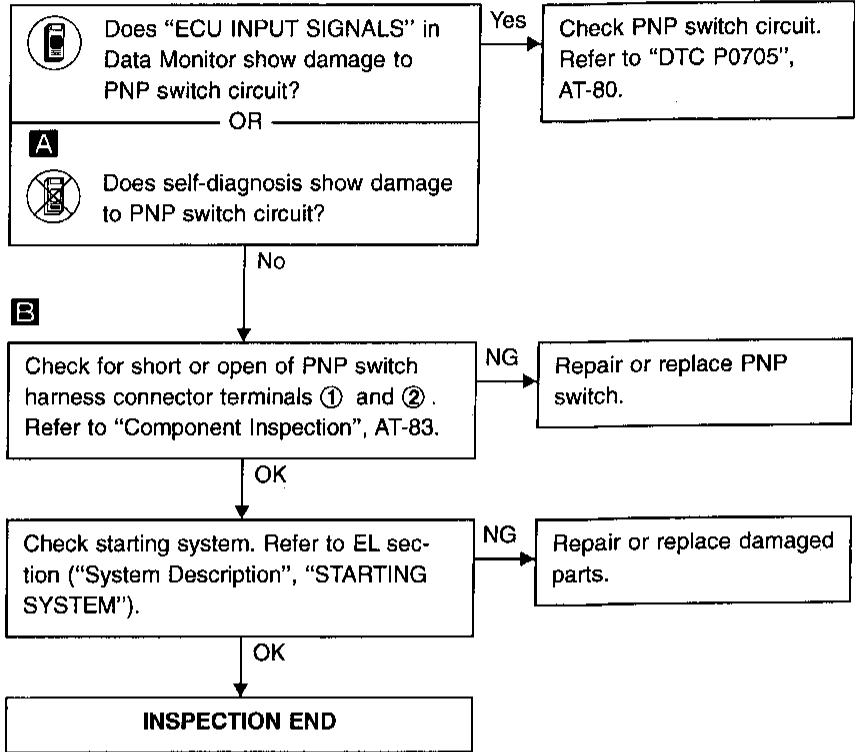 Does “ECU INPUT SIGNALS” in
Data Monitor show damage to
PNP switch circuit?
Yes
Check PNP switch circuit.
Refer to “DTC P0705”,
AT-80.
OR
A
Does self-diagnosis show damage
to PNP switch circuit?
No
B
Check for short or open of PNP switch
harness connector terminals ① and ②.
Refer to “Component Inspection”, AT-83.
NG
Repair or replace PNP
switch.
OK
Check starting system. Refer to EL sec-
tion (“System Description”, “STARTING
SYSTEM”).
NG
Repair or replace damaged
parts.
OK
INSPECTION END